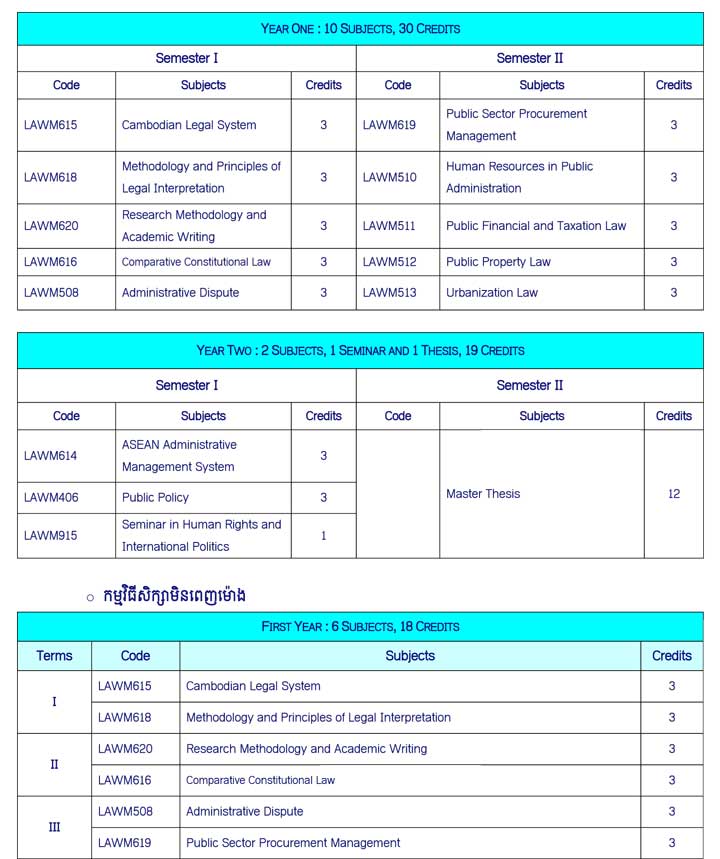 YEAR ONE : 10 SUBJECTS, 30 CREDITS
Semester I Semester II
Code Subjects Credits Code Subjects Credits
LAWM615 Cambodian Legal System 3 LAWM619 Public Sector Procurement
Management 3
LAWM618 Methodology and Principles of
Legal Interpretation 3 LAWM510 Human Resources in Public
Administration 3
LAWM620 Research Methodology and
Academic Writing 3 LAWM511 Public Financial and Taxation Law 3
LAWM616 Comparative Constitutional Law 3 LAWM512 Public Property Law 3
LAWM508 Administrative Dispute 3 LAWM513 Urbanization Law 3
YEAR TWO : 2 SUBJECTS, 1 SEMINAR AND 1 THESIS, 19 CREDITS
Semester I Semester II
Code Subjects Credits Code Subjects Credits
LAWM614 ASEAN Administrative
Management System 3
LAWM406 Public Policy 3 Master Thesis 12
LAWM915 Seminar in Human Rights and
International Politics 1
○ កម្មវិធីសិក្សាមិនពេញម៉ោង
FIRST YEAR : 6 SUBJECTS, 18 CREDITS
Terms Code Subjects Credits
I LAWM615 Cambodian Legal System 3
LAWM618 Methodology and Principles of Legal Interpretation 3
II LAWM620 Research Methodology and Academic Writing 3
LAWM616 Comparative Constitutional Law 3
III LAWM508 Administrative Dispute 3
LAWM619 Public Sector Procurement Management 3